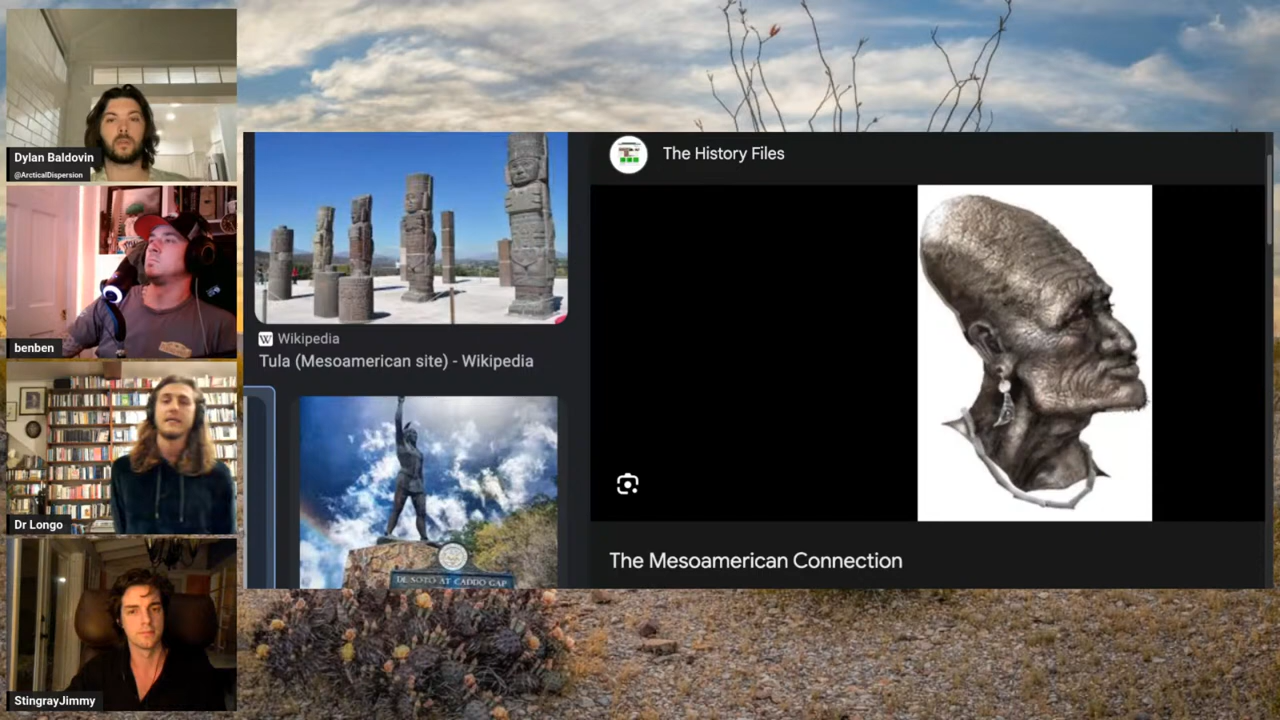 Dylan Baldovin
@ArcticalDispersion
benben
Dr Longo
StingrayJimmy
W Wikipedia
Tula (Mesoamerican site) - Wikipedia
DE SOTO AT CADDO GAP
The History Files
The Mesoamerican Connection